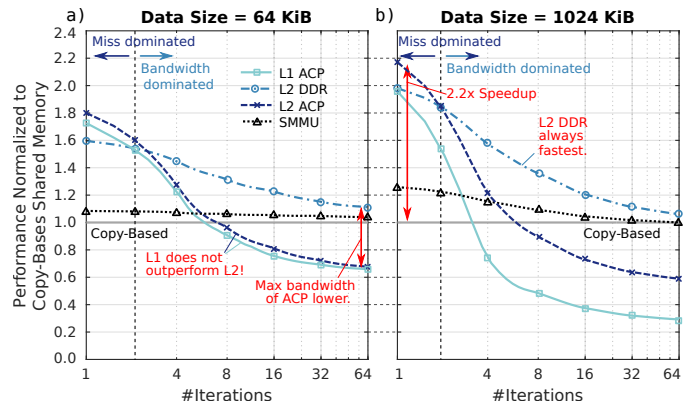 a)
Data Size = 64 KiB
b)
Data Size = 1024 KiB
Performance Normalized to
Copy-Bases Shared Memory
2.4
2.2
2.0
1.8
1.6
1.4
1.2
1.0
0.8
0.6
0.4
0.2
0.0
Miss dominated
Bandwidth
dominated
L1 ACP
L2 DDR
L2 ACP
SMMU
Copy-Based
L1 does not
outperform L2!
Max bandwidth
of ACP lower.
1
4
8
16
32
64
#Iterations
Miss dominated
Bandwidth dominated
2.2x Speedup
L2 DDR
always
fastest.
Copy-Based
1
4
8
16
32
64
#Iterations